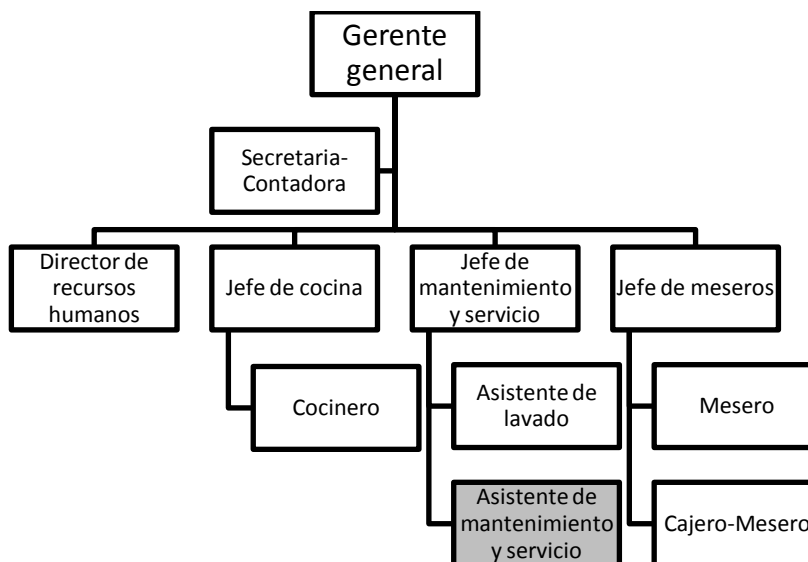 Gerente
general
Secretaria-
Contadora
Director de
recursos
humanos
Jefe de cocina
Jefe de
mantenimiento
y servicio
Jefe de meseros
Cocinero
Asistente de
lavado
Mesero
Asistente de
mantenimiento
y servicio
Cajero-Mesero